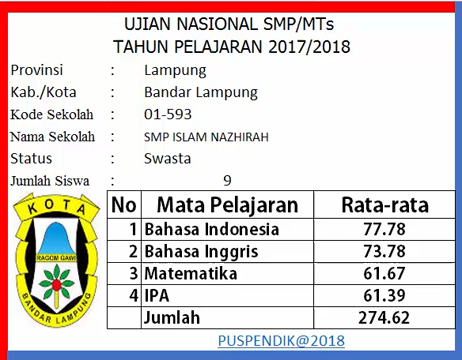 UJIAN NASIONAL SMP/MTs
TAHUN PELAJARAN 2017/2018
Provinsi : Lampung
Kab./Kota : Bandar Lampung
Kode Sekolah : 01-593
Nama Sekolah : SMP ISLAM NAZHIRAH
Status : Swasta
Jumlah Siswa : 9
KOTA
RAGOM GAWI
BANDAR LAMPUNG
No Mata Pelajaran Rata-rata
1 Bahasa Indonesia 77.78
2 Bahasa Inggris 73.78
3 Matematika 61.67
4 IPA 61.39
Jumlah 274.62
PUSPENDIK@2018